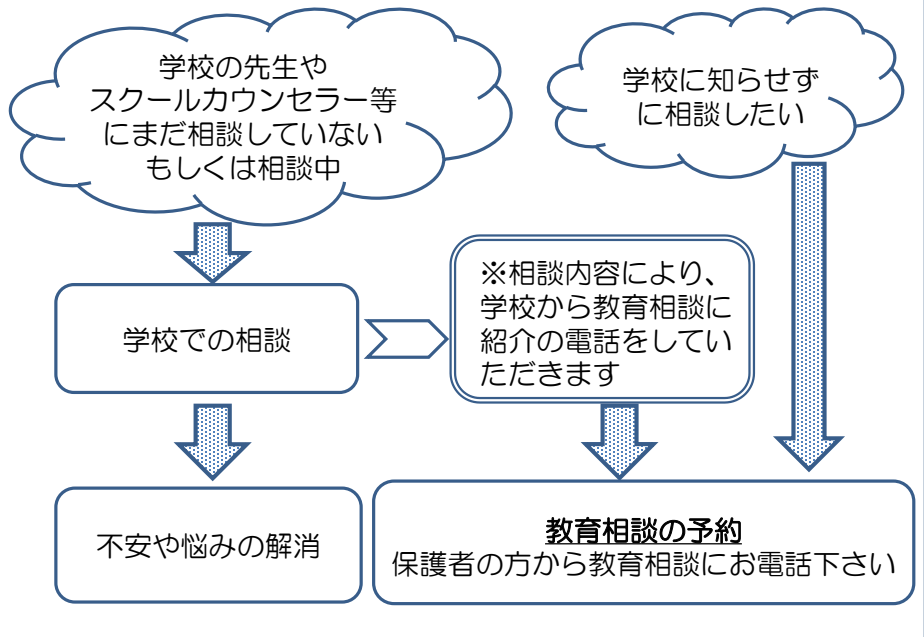 学校の先生や
スクールカウンセラー等
にまだ相談していない
もしくは相談中
学校に知らせず
に相談したい
学校での相談
※相談内容により、
学校から教育相談に
紹介の電話をしてい
ただきます
不安や悩みの解消
教育相談の予約
保護者の方から教育相談にお電話下さい